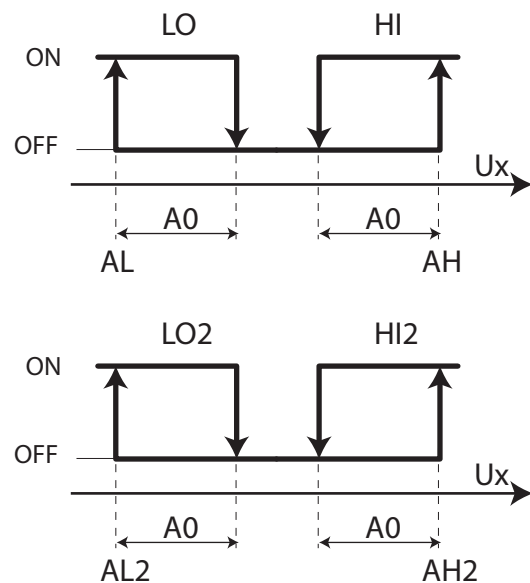 LO HI
ON
OFF
Ux
A0 A0
AL AH
LO2 HI2
ON
OFF
Ux
A0 A0
AL2 AH2